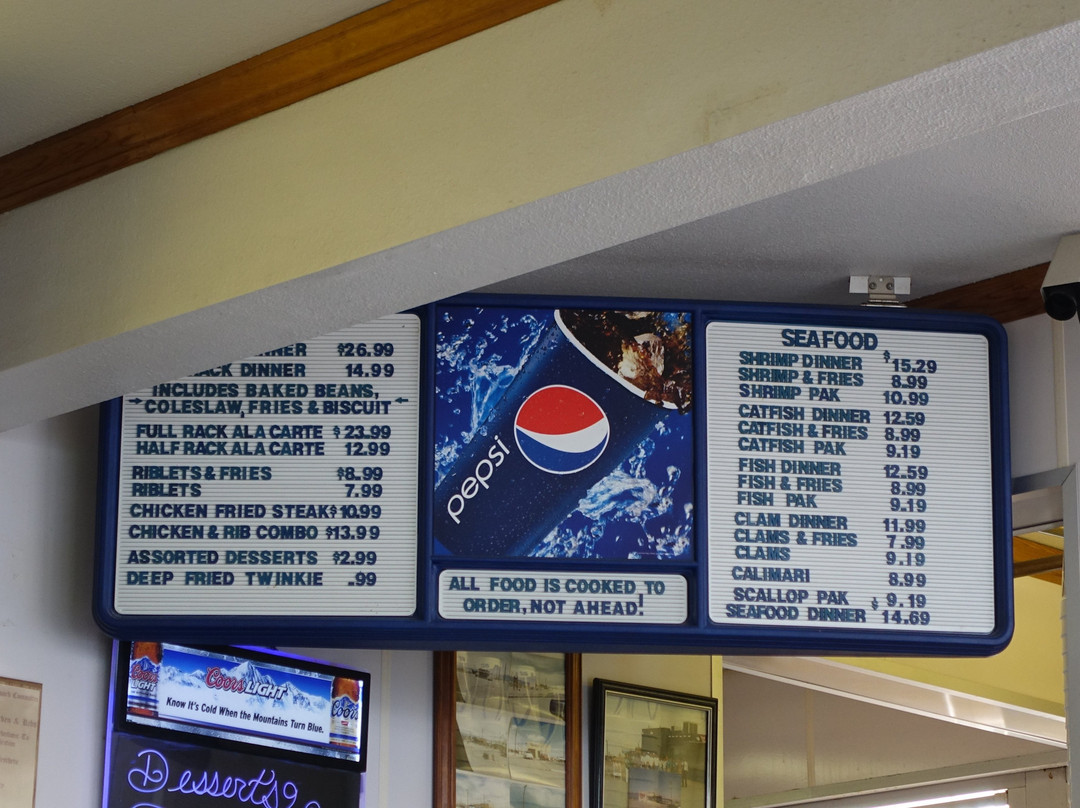 $26.99
DINNER 14.99
INCLUDES BAKED BEANS,
COLESLAW, FRIES & BISCUIT
FULL RACK ALA CARTE $23.99
HALF RACK ALA CARTE 12.99
RIBLETS & FRIES $8.99
RIBLETS 7.99
CHICKEN FRIED STEAK $10.99
CHICKEN & RIB COMBO $13.99
ASSORTED DESSERTS $2.99
DEEP FRIED TWINKIE .99
pepsi
ALL FOOD IS COOKED TO
ORDER, NOT AHEAD!
SEAFOOD
SHRIMP DINNER $15.29
SHRIMP & FRIES 8.99
SHRIMP PAK 10.99
CATFISH DINNER 12.59
CATFISH & FRIES 8.99
CATFISH PAK 9.19
FISH DINNER 12.59
FISH & FRIES 8.99
FISH PAK 9.19
CLAM DINNER 11.99
CLAMS & FRIES 7.99
CLAMS 9.19
CALIMARI 8.99
SCALLOP PAK $9.19
SEAFOOD DINNER 14.69
Coors LIGHT
Know It's Cold When the Mountains Turn Blue.
Desserts